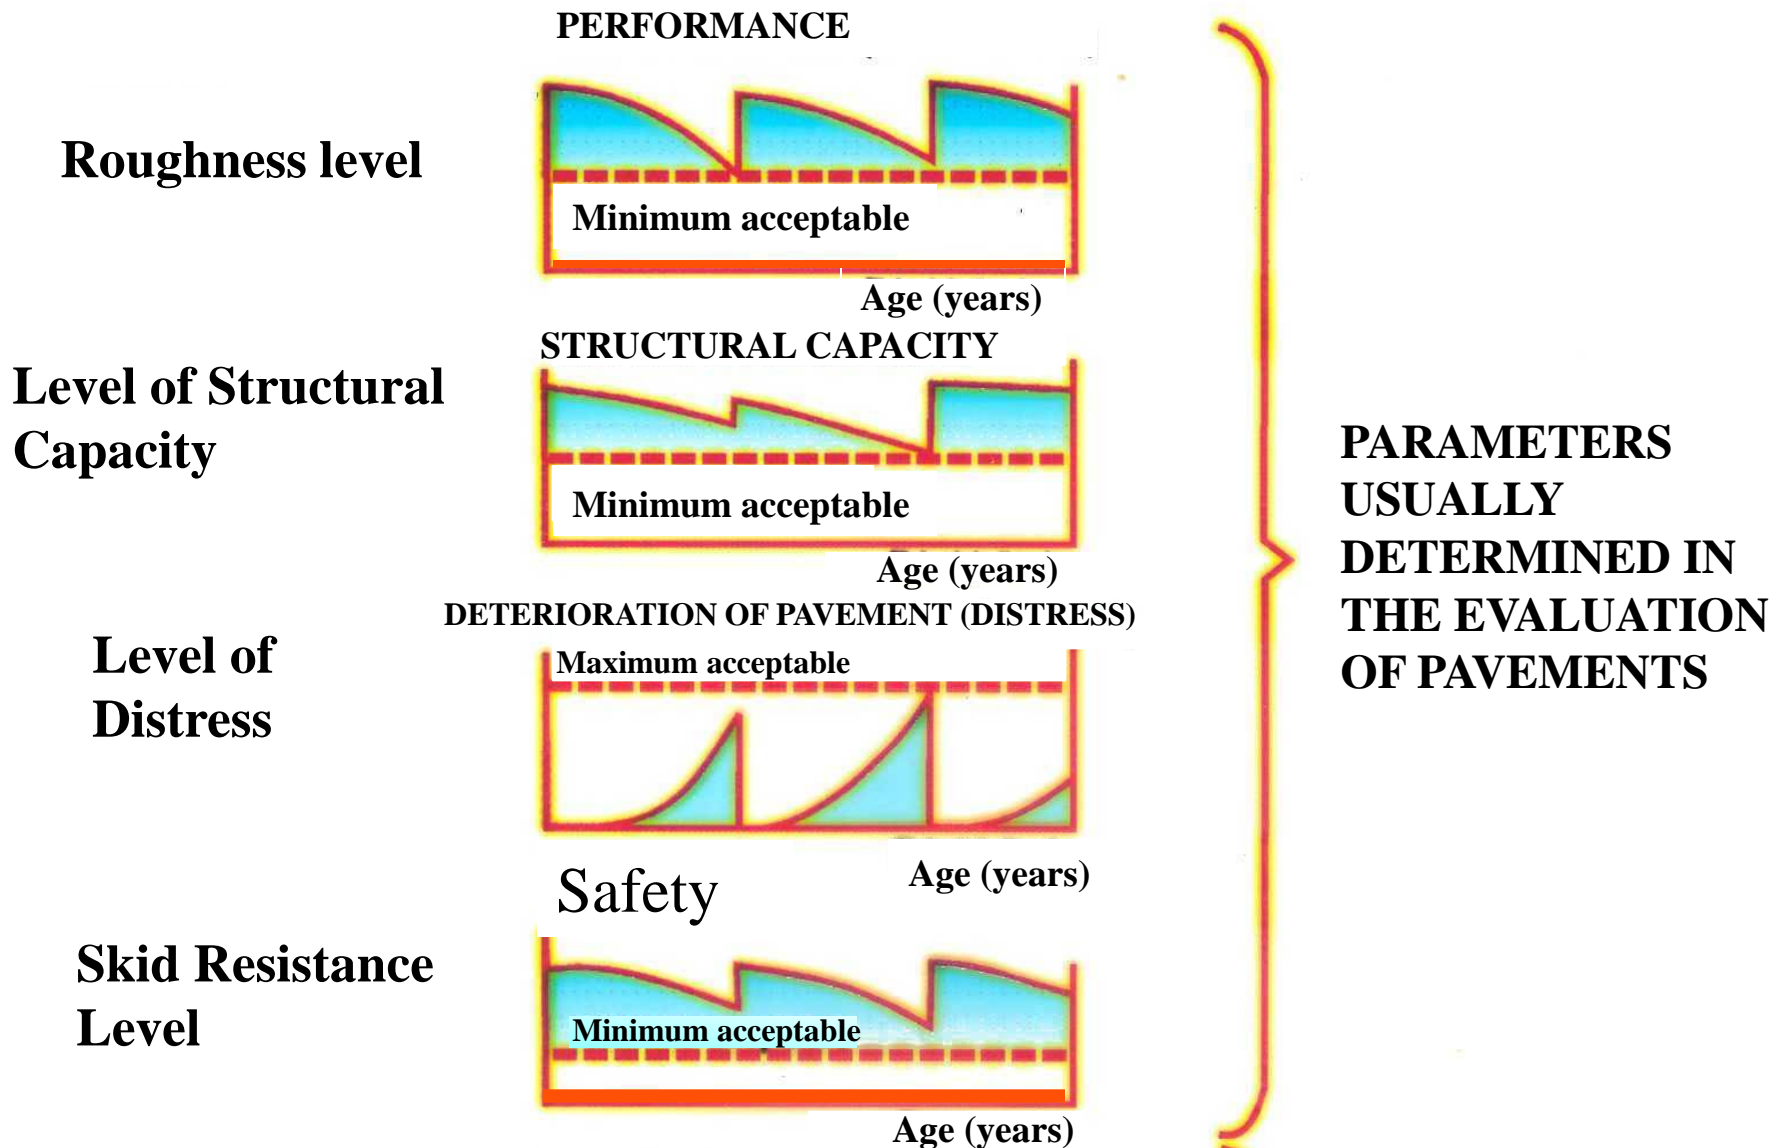 PERFORMANCE
Roughness level
Minimum acceptable
Age (years)
STRUCTURAL CAPACITY
Level of Structural
Capacity
Minimum acceptable
Age (years)
DETERIORATION OF PAVEMENT (DISTRESS)
Level of
Distress
Maximum acceptable
Age (years)
Safety
Skid Resistance
Level
Minimum acceptable
Age (years)
PARAMETERS
USUALLY
DETERMINED IN
THE EVALUATION
OF PAVEMENTS